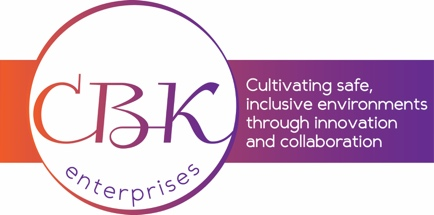 CBK
enterprises
Cultivating safe,
inclusive environments
through innovation
and collaboration